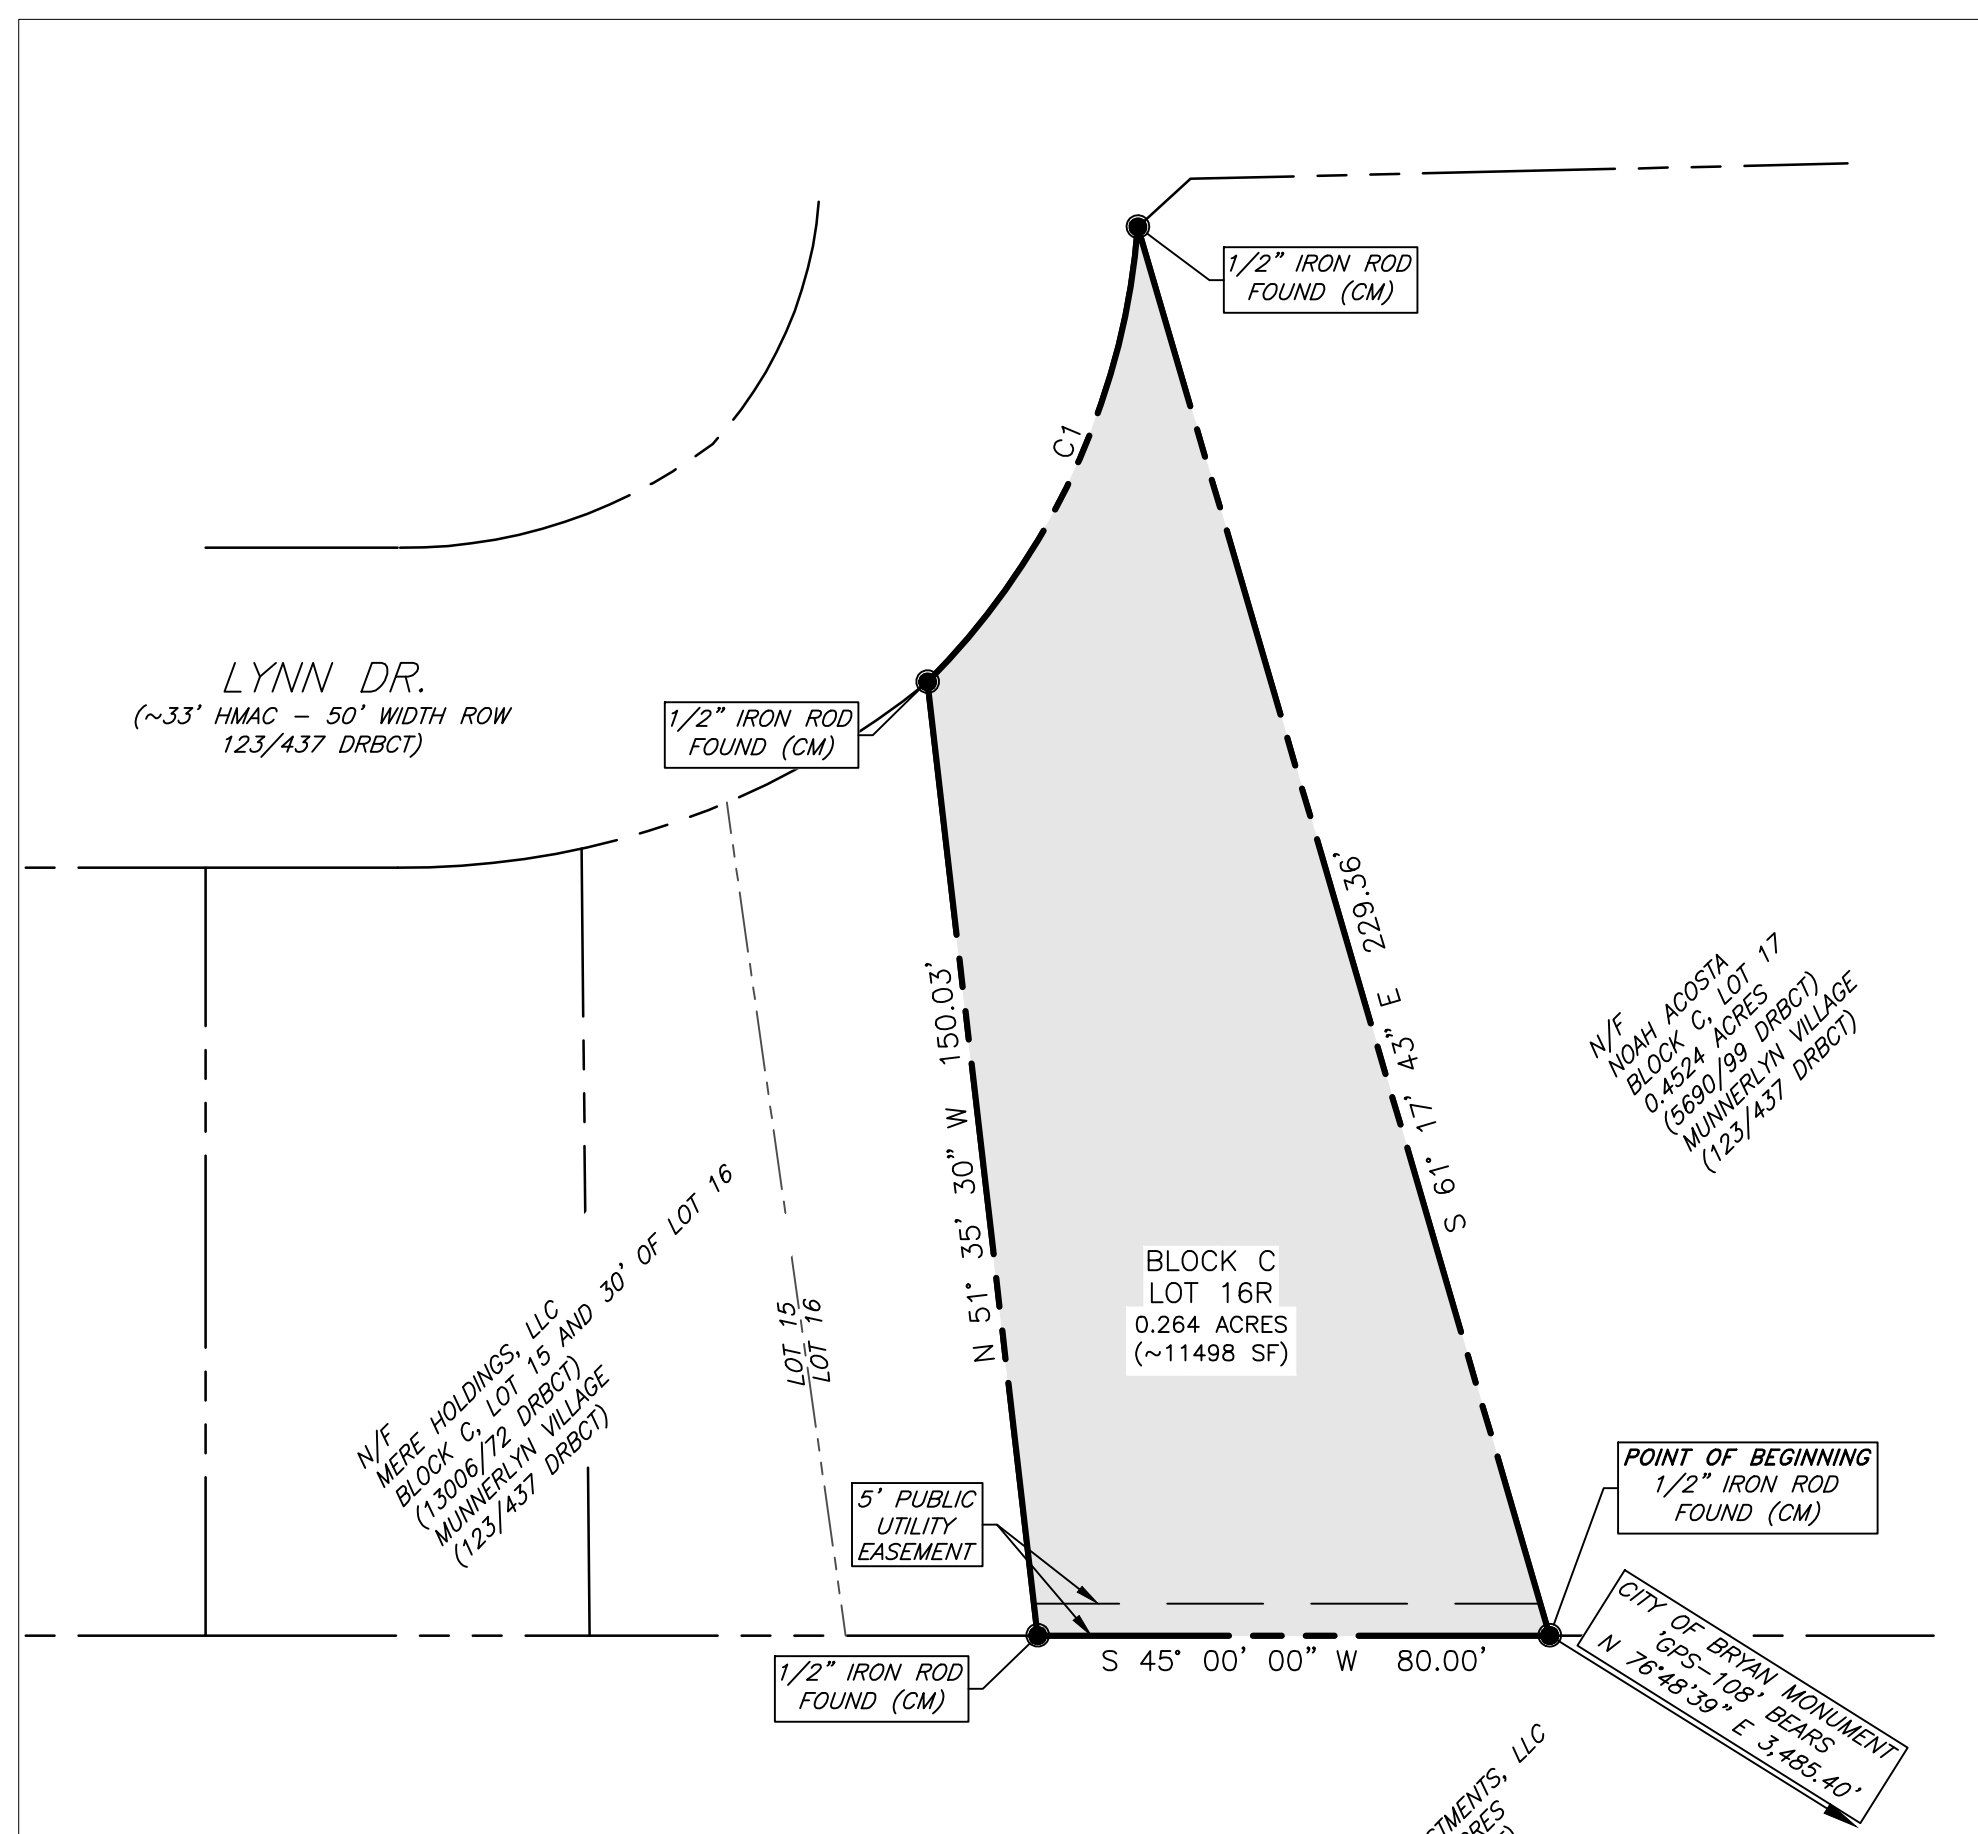 1/2" IRON ROD
FOUND (CM)
C1
LYNN DR.
(~33' HMAC - 50' WIDTH ROW
123/437 DRBCT)
1/2" IRON ROD
FOUND (CM)
N 51° 35' 30" W 150.03'
S 61° 17' 43" E 229.36'
N/F
NOAH ACOSTA
BLOCK C, LOT 17
0.4524 ACRES
(5690/99 DRBCT)
MUNNERLYN VILLAGE
(123/437 DRBCT)
N/F
MERE HOLDINGS, LLC
BLOCK C, LOT 15 AND 30' OF LOT 16
(13006/72 DRBCT)
MUNNERLYN VILLAGE
(123/437 DRBCT)
LOT 15
LOT 16
BLOCK C
LOT 16R
0.264 ACRES
(~11498 SF)
5' PUBLIC
UTILITY
EASEMENT
POINT OF BEGINNING
1/2" IRON ROD
FOUND (CM)
CITY OF BRYAN MONUMENT
'GPS-108' BEARS
N 76°48'39" E 3,485.40'
S 45° 00' 00" W 80.00'
1/2" IRON ROD
FOUND (CM)
LLC